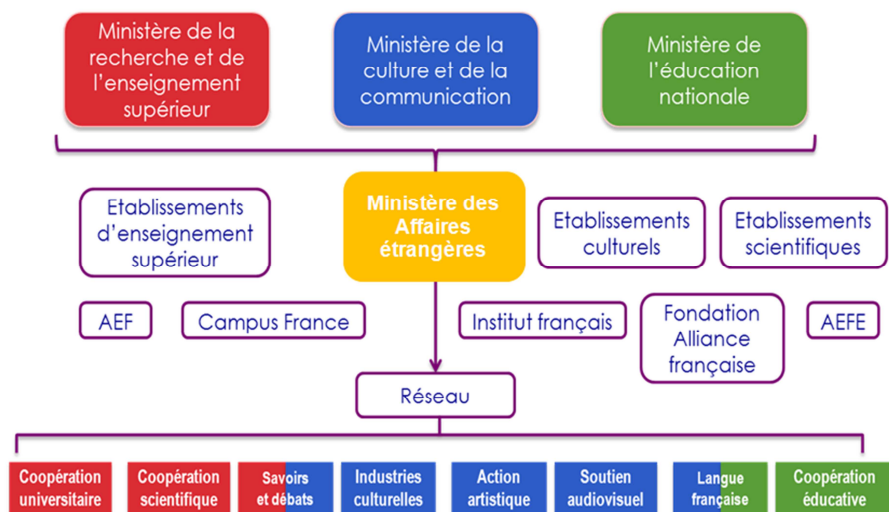 Ministère de la
recherche et de
l'enseignement
supérieur
Ministère de la
culture et de la
communication
Ministère de
l'éducation
nationale
Etablissements
d'enseignement
supérieur
Ministère des
Affaires
étrangères
Etablissements
culturels
Etablissements
scientifiques
AEF
Campus France
Institut français
Fondation
Alliance
française
AEFE
Réseau
Coopération
universitaire
Coopération
scientifique
Savoirs
et débats
Industries
culturelles
Action
artistique
Soutien
audiovisuel
Langue
française
Coopération
éducative